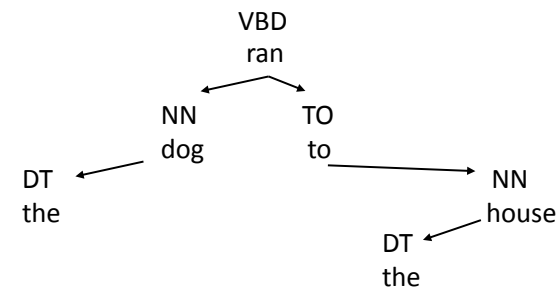 VBD
ran
NN TO
dog to
DT NN
the house
DT
the